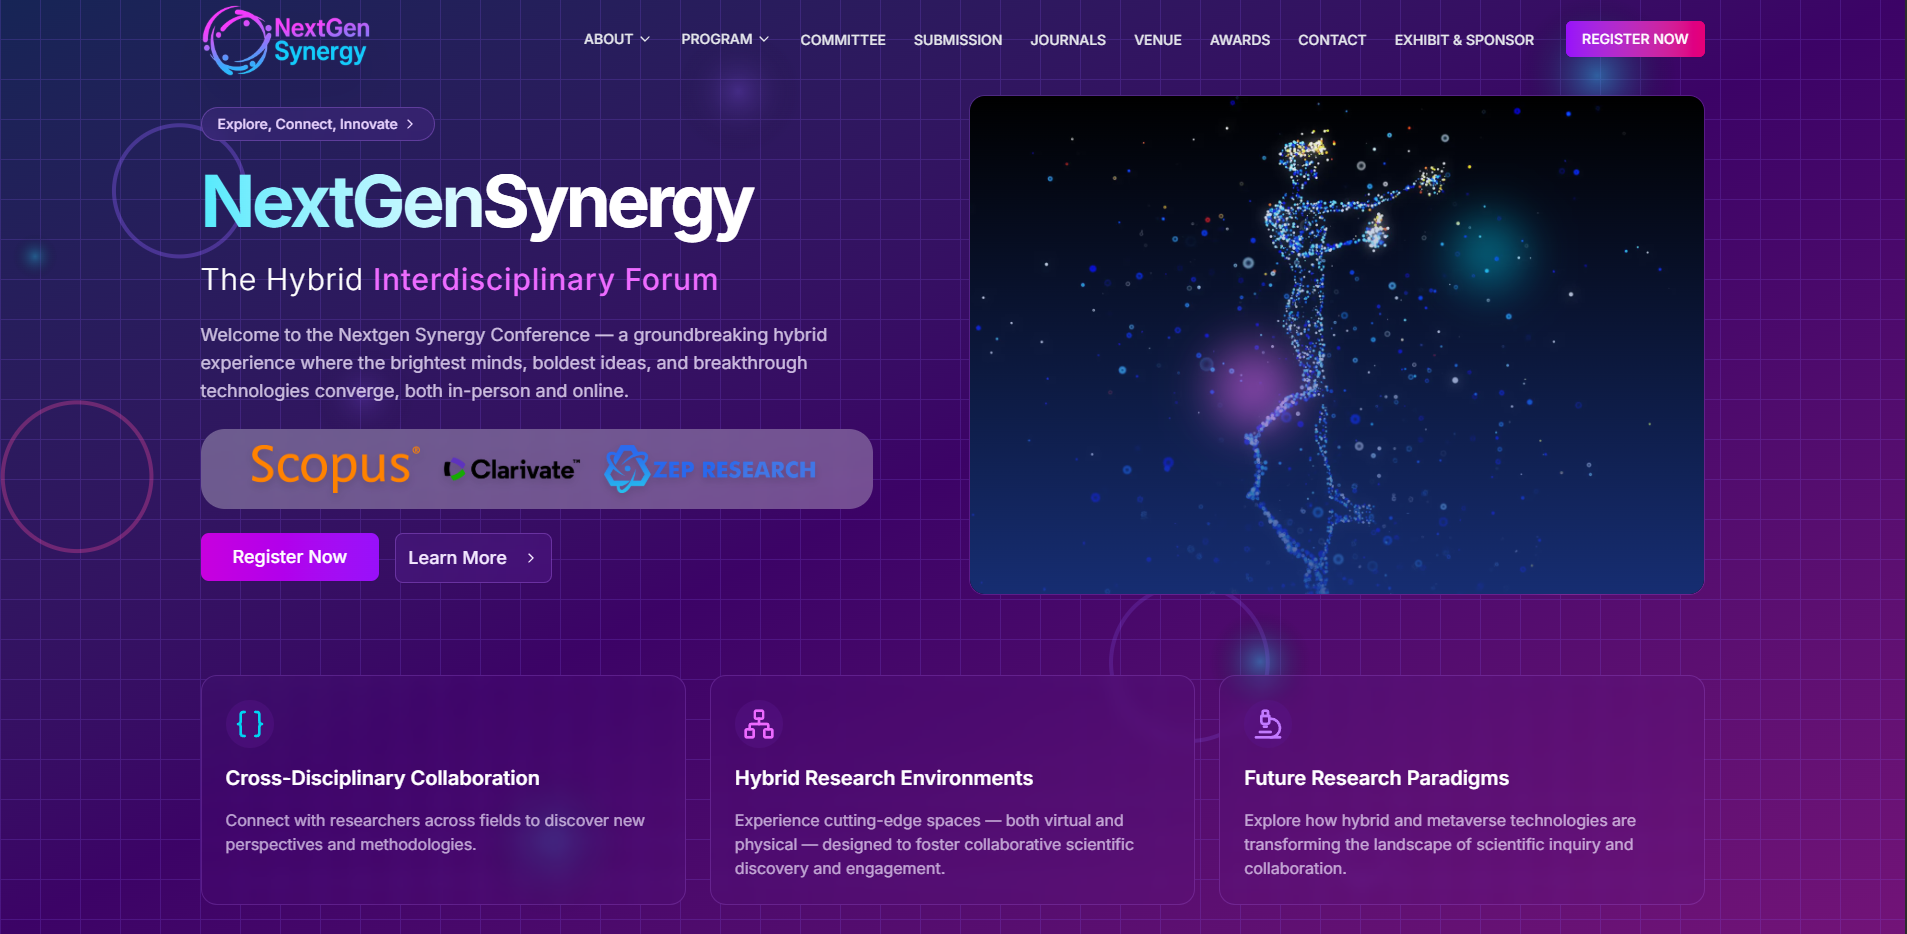 NextGen
Synergy
ABOUT PROGRAM COMMITTEE SUBMISSION JOURNALS VENUE AWARDS CONTACT EXHIBIT & SPONSOR REGISTER NOW
Explore, Connect, Innovate
NextGenSynergy
The Hybrid Interdisciplinary Forum
Welcome to the Nextgen Synergy Conference — a groundbreaking hybrid
experience where the brightest minds, boldest ideas, and breakthrough
technologies converge, both in-person and online.
Scopus® Clarivate™ ZEP RESEARCH
Register Now Learn More
Cross-Disciplinary Collaboration
Connect with researchers across fields to discover new
perspectives and methodologies.
Hybrid Research Environments
Experience cutting-edge spaces — both virtual and
physical — designed to foster collaborative scientific
discovery and engagement.
Future Research Paradigms
Explore how hybrid and metaverse technologies are
transforming the landscape of scientific inquiry and
collaboration.